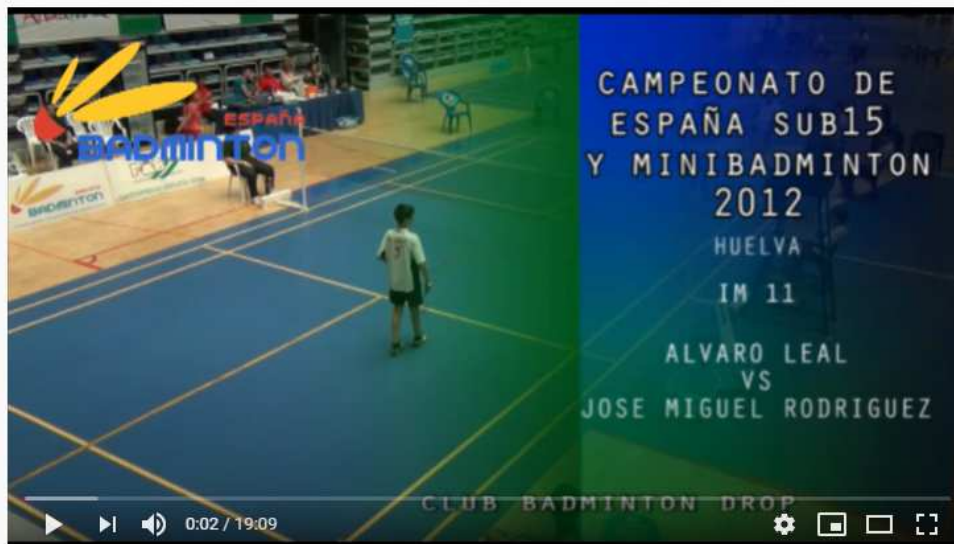 ESPAÑA
BADMINTON
BADMINTON
CAMPEONATO DE
ESPAÑA SUB15
Y MINIBADMINTON
2012
HUELVA
IM 11
ALVARO LEAL
VS
JOSE MIGUEL RODRIGUEZ
CLUB BADMINTON DROP
0:02 / 19:09